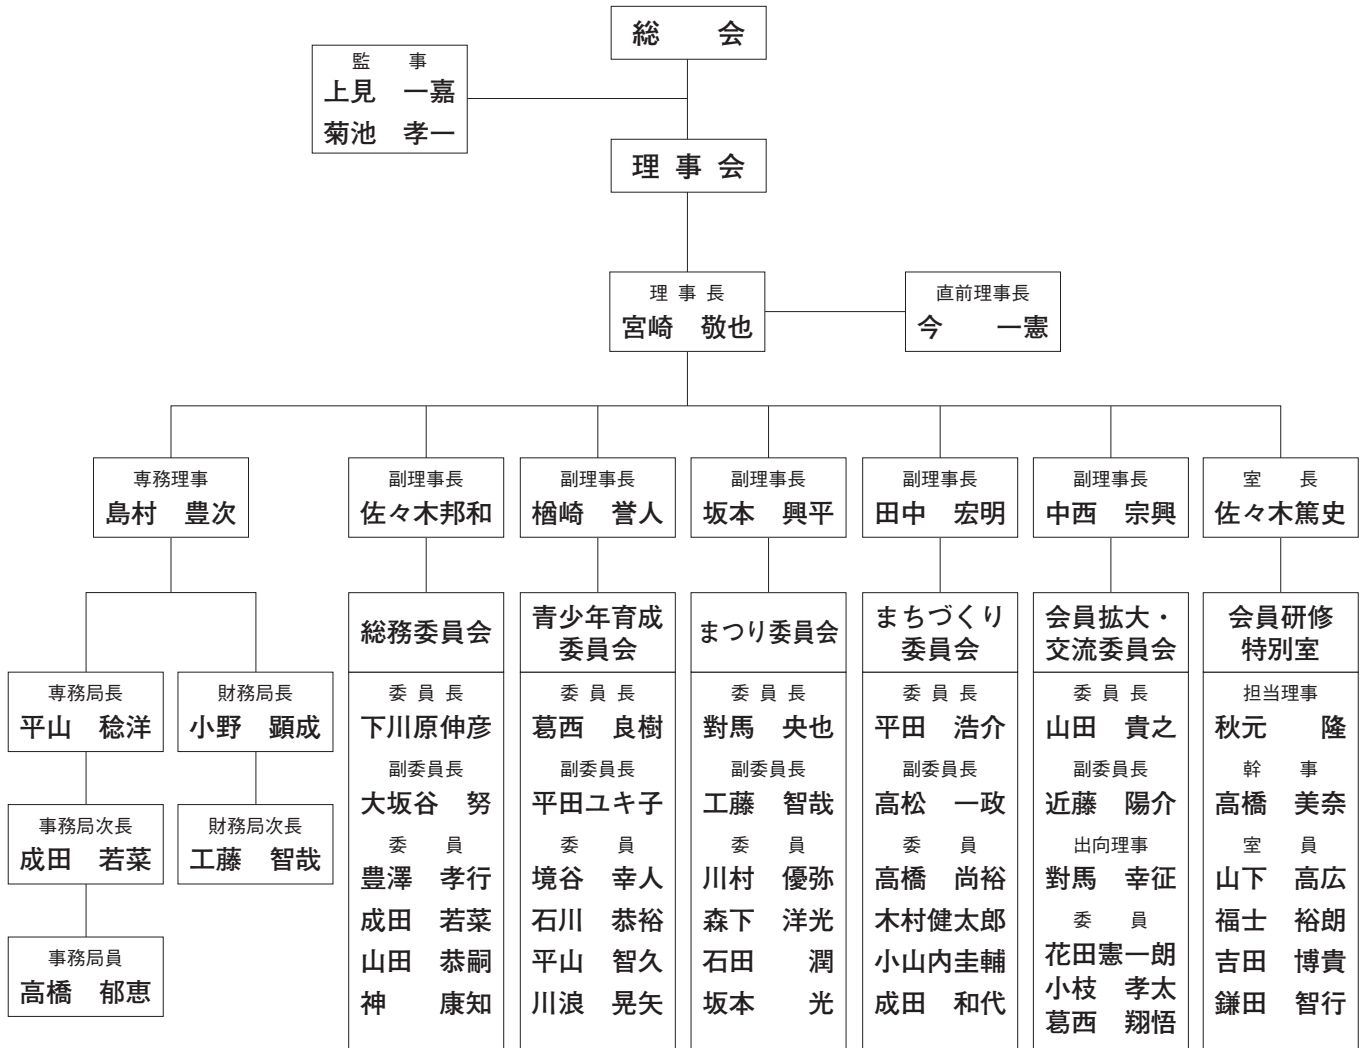 総　会
監　事
上見　一嘉
菊池　孝一
理 事 会
理 事 長
宮崎　敬也
直前理事長
今　　一憲
専務理事
島村　豊次
副理事長
佐々木邦和
副理事長
楢崎　誉人
副理事長
坂本　興平
副理事長
田中　宏明
副理事長
中西　宗興
室　長
佐々木篤史
専務局長
平山　稔洋
財務局長
小野　顕成
事務局次長
成田　若菜
財務局次長
工藤　智哉
事務局員
高橋　郁恵
総務委員会
委 員 長
下川原伸彦
副委員長
大坂谷　努
委　員
豊澤　孝行
成田　若菜
山田　恭嗣
神　　康知
青少年育成
委員会
委 員 長
葛西　良樹
副委員長
平田ユキ子
委　員
境谷　幸人
石川　恭裕
平山　智久
川浪　晃矢
まつり委員会
委 員 長
對馬　央也
副委員長
工藤　智哉
委　員
川村　優弥
森下　洋光
石田　　潤
坂本　　光
まちづくり
委員会
委 員 長
平田　浩介
副委員長
高松　一政
委　員
高橋　尚裕
木村健太郎
小山内圭輔
成田　和代
会員拡大・
交流委員会
委 員 長
山田　貴之
副委員長
近藤　陽介
出向理事
對馬　幸征
委　員
花田憲一朗
小枝　孝太
葛西　翔悟
会員研修
特別室
担当理事
秋元　　隆
幹　事
高橋　美奈
室　員
山下　高広
福士　裕朗
吉田　博貴
鎌田　智行